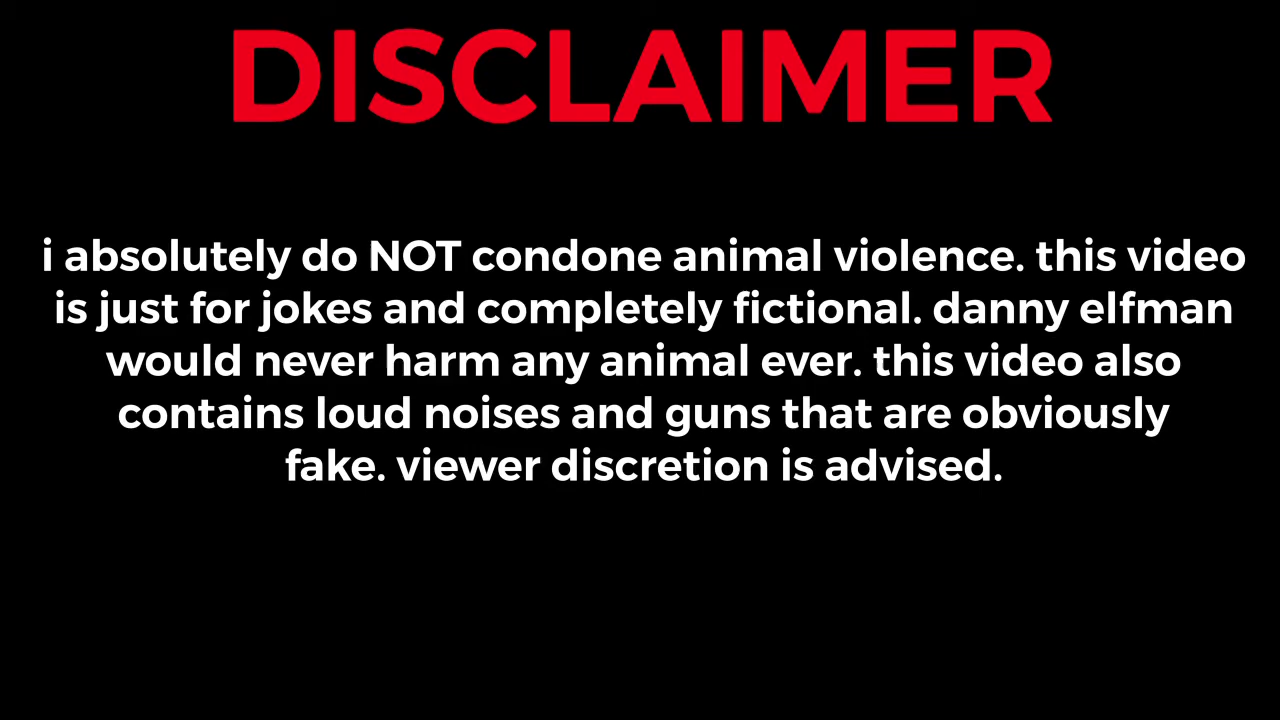 DISCLAIMER
i absolutely do NOT condone animal violence. this video
is just for jokes and completely fictional. danny elfman
would never harm any animal ever. this video also
contains loud noises and guns that are obviously
fake. viewer discretion is advised.